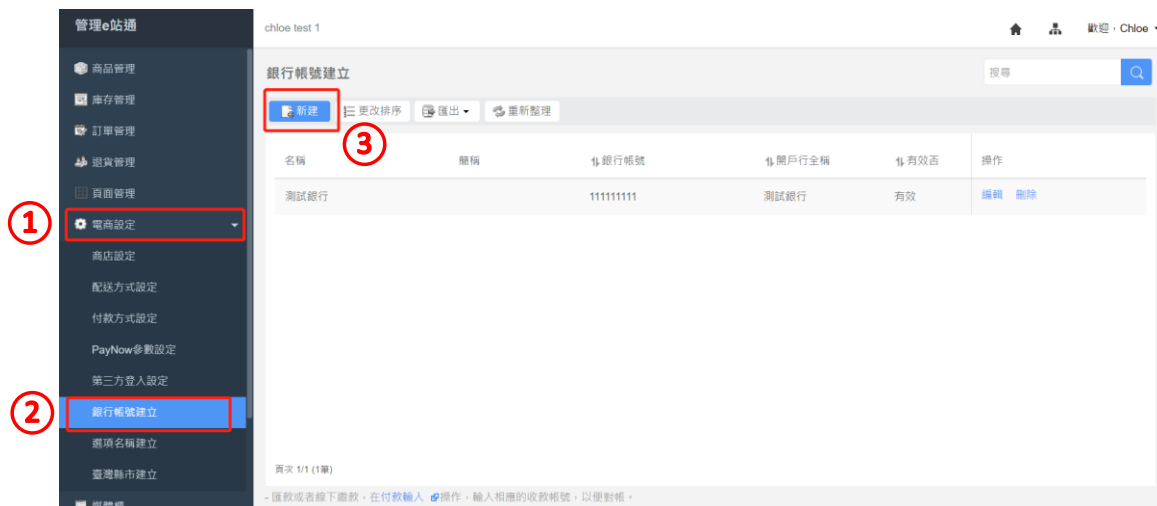 管理e站通
chloe test 1
歡迎，Chloe
商品管理
庫存管理
訂單管理
退貨管理
頁面管理
①
電商設定
商店設定
配送方式設定
付款方式設定
PayNow參數設定
第三方登入設定
②
銀行帳號建立
選項名稱建立
臺灣縣市建立
媒體櫃
銀行帳號建立
搜尋
新建 更改排序 匯出 重新整理
③
名稱 簡稱 銀行帳號 開戶行全稱 有效否 操作
測試銀行 111111111 測試銀行 有效 編輯 刪除
頁次 1/1 (1筆)
- 匯款或者線下繳款，在付款輸入 操作，輸入相應的收款帳號，以便對帳。